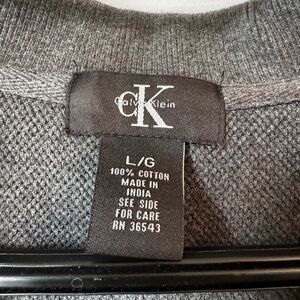 CK
Calvin Klein
L/G
100% COTTON
MADE IN
INDIA
SEE SIDE
FOR CARE
RN 36543